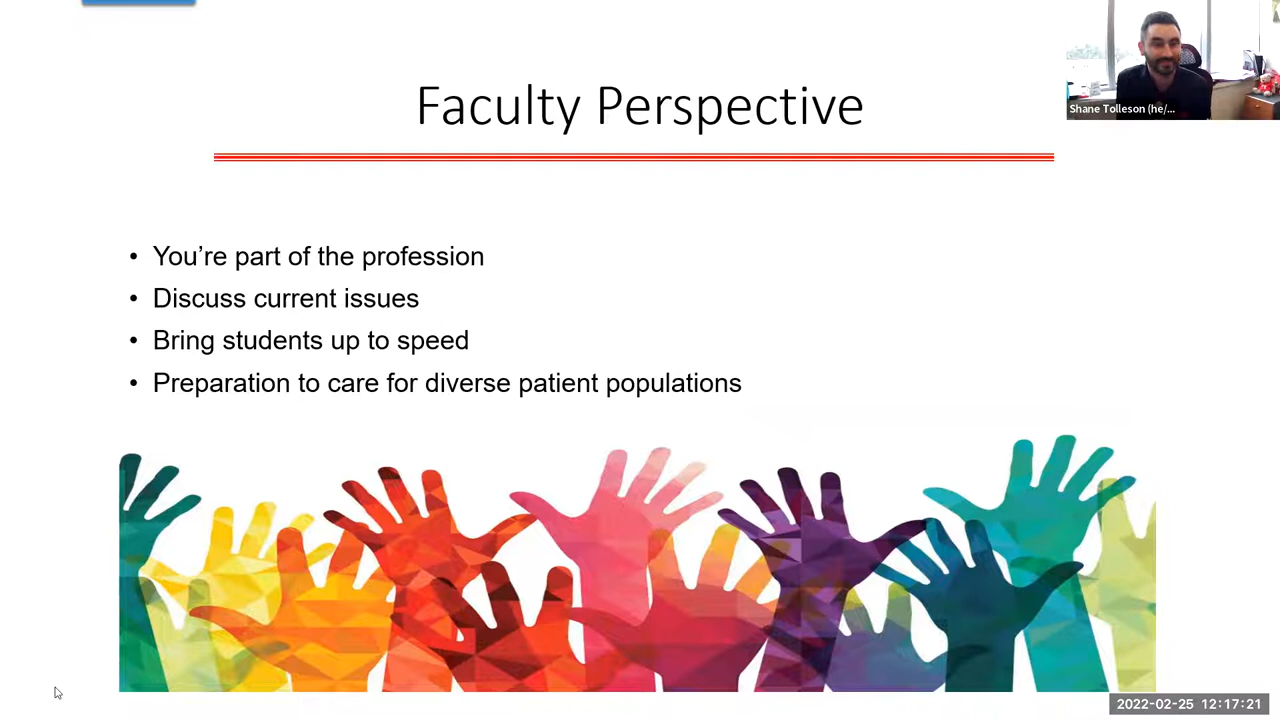 Faculty Perspective
Shane Tolleson (he/...
• You’re part of the profession
• Discuss current issues
• Bring students up to speed
• Preparation to care for diverse patient populations
2022-02-25 12:17:21